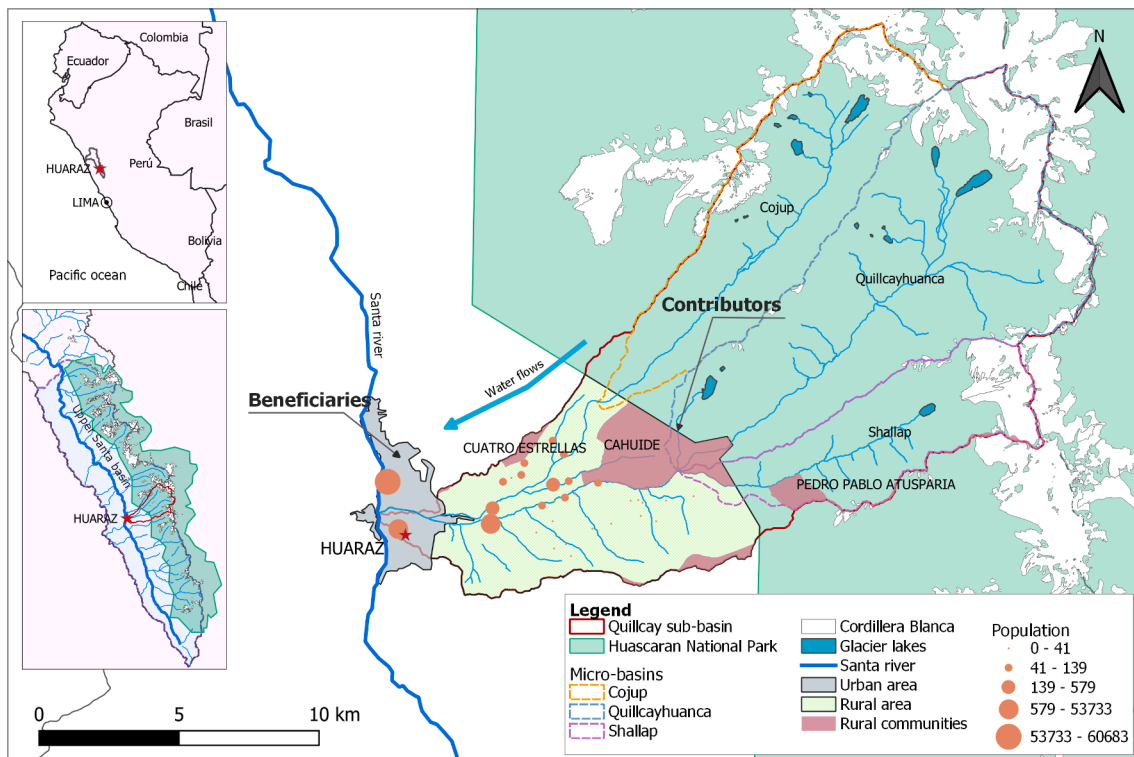 Colombia
Ecuador
Brasil
Perú
HUARAZ
LIMA
Bolivia
Pacific ocean
Chile
Upper Santa basin
HUARAZ
N
Cojup
Quillcayhuanca
Santa river
Contributors
Water flows
Beneficiaries
CUATRO ESTRELLAS
CAHUIDE
Shallap
PEDRO PABLO ATUSPARIA
HUARAZ
0 5 10 km
Legend
Quillcay sub-basin
Huascaran National Park
Micro-basins
Cojup
Quillcayhuanca
Shallap
Cordillera Blanca
Glacier lakes
Santa river
Urban area
Rural area
Rural communities
Population
0 - 41
41 - 139
139 - 579
579 - 53733
53733 - 60683